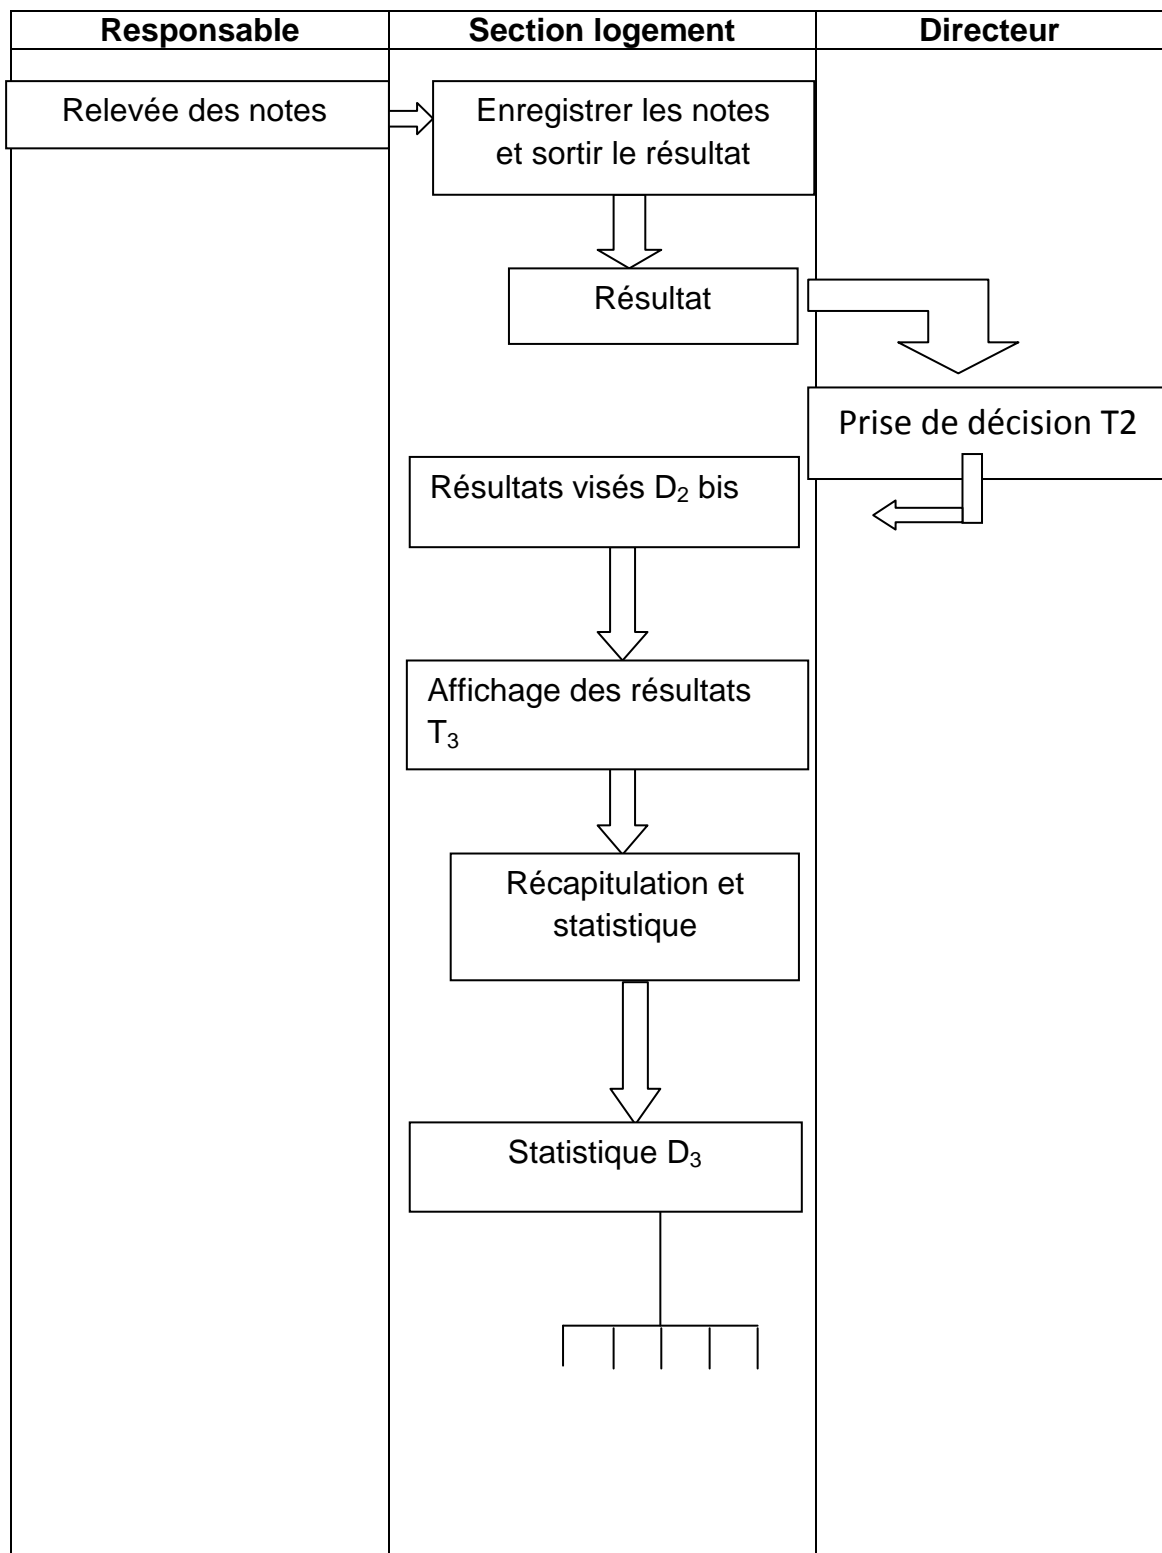 Responsable Section logement Directeur
Relevée des notes
Enregistrer les notes
et sortir le résultat
Résultat
Prise de décision T2
Résultats visés D₂ bis
Affichage des résultats
T₃
Récapitulation et
statistique
Statistique D₃